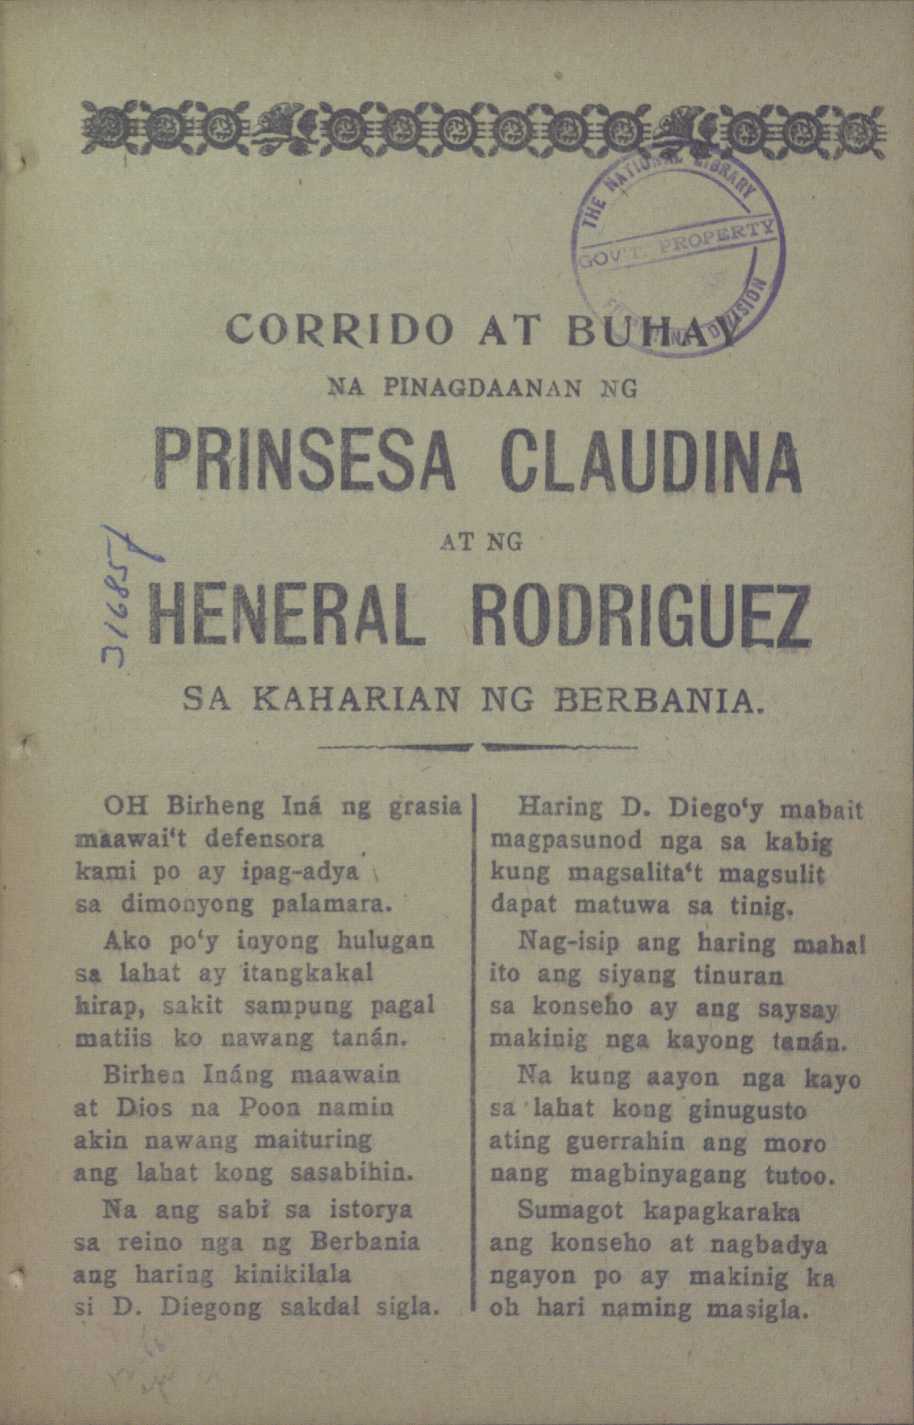 THE NATIONAL LIBRARY
GOV'T. PROPERTY
DIVISION
CORRIDO AT BUHAY
NA PINAGDAANAN NG
PRINSESA CLAUDINA
AT NG
HENERAL RODRIGUEZ
SA KAHARIAN NG BERBANIA.
31685
OH Birheng Iná ng grasia
maawai‘t defensora
kami po ay ipag-adya
sa dimonyong palamara.
Ako po‘y inyong hulugan
sa lahat ay itangkakal
hirap, sakit sampung pagal
matiis ko nawang tanán.
Birhen Ináng maawain
at Dios na Poon namin
akin nawang maituring
ang lahat kong sasabihin.
Na ang sabi sa istorya
sa reino nga ng Berbania
ang haring kinikilala
si D. Diegong sakdal sigla.
Haring D. Diego‘y mabait
magpasunod nga sa kabig
kung magsalita‘t magsulit
dapat matuwa sa tinig.
Nag-isip ang haring mahal
ito ang siyang tinuran
sa konseho ay ang saysay
makinig nga kayong tanán.
Na kung aayon nga kayo
sa lahat kong ginugusto
ating guerrahin ang moro
nang magbinyagang tutoo.
Sumagot kapagkaraka
ang konseho at nagbadya
ngayon po ay makinig ka
oh hari naming masigla.